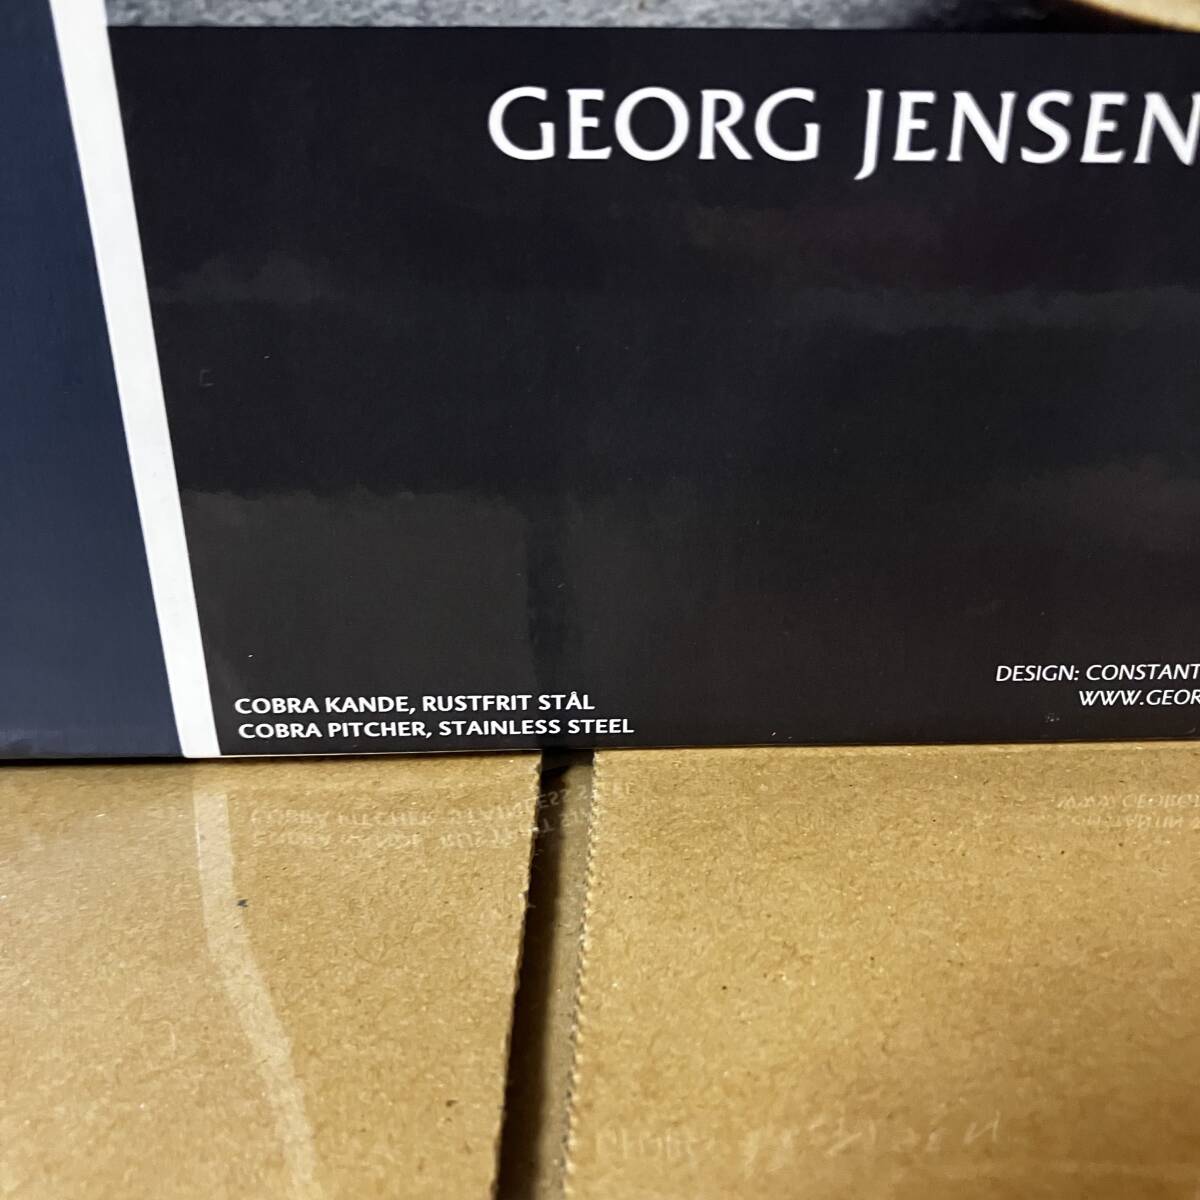 GEORG JENSEN
COBRA KANDE, RUSTFRIT STÅL
COBRA PITCHER, STAINLESS STEEL
DESIGN: CONSTANT
WWW.GEOR